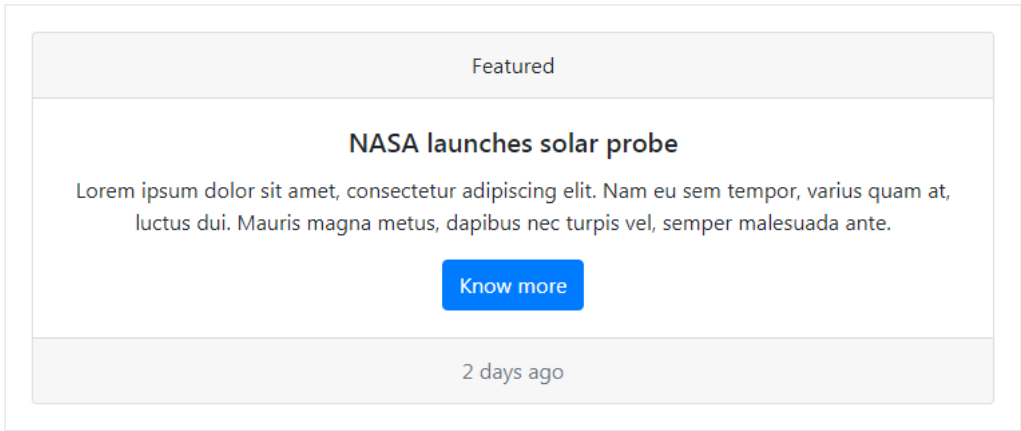 Featured
NASA launches solar probe
Lorem ipsum dolor sit amet, consectetur adipiscing elit. Nam eu sem tempor, varius quam at,
luctus dui. Mauris magna metus, dapibus nec turpis vel, semper malesuada ante.
Know more
2 days ago